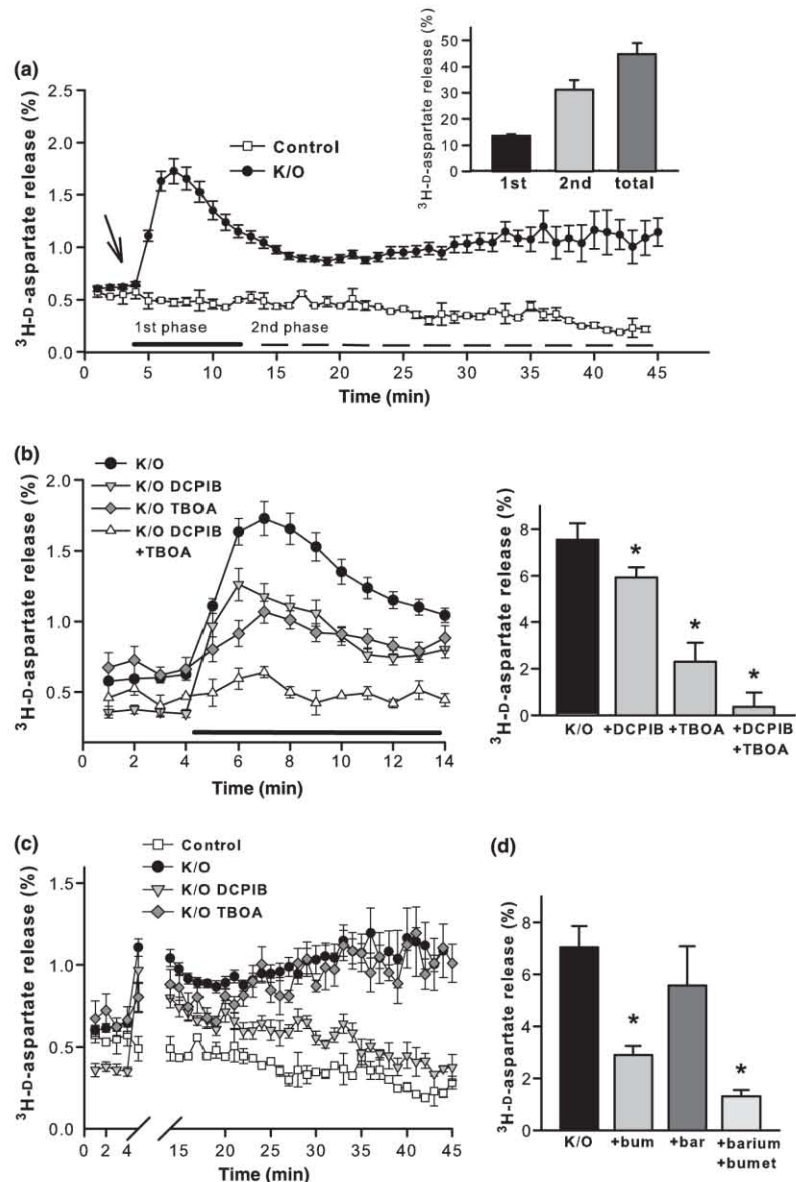 (a)
³H-D-aspartate release (%)
2.5
2.0
1.5
1.0
0.5
0.0
Control
K/O
1st phase
2nd phase
0 5 10 15 20 25 30 35 40 45
Time (min)
³H-D-aspartate release (%)
50
40
30
20
10
0
1st 2nd total
(b)
K/O
K/O DCPIB
K/O TBOA
K/O DCPIB
+TBOA
³H-D-aspartate release (%)
2.0
1.5
1.0
0.5
0 2 4 6 8 10 12 14
Time (min)
³H-D-aspartate release (%)
8
6
4
2
0
* * *
K/O +DCPIB +TBOA +DCPIB
+TBOA
(c)
Control
K/O
K/O DCPIB
K/O TBOA
³H-D-aspartate release (%)
1.5
1.0
0.5
0.0
0 2 4 15 20 25 30 35 40 45
Time (min)
(d)
³H-D-aspartate release (%)
8
6
4
2
0
* *
K/O +bum +bar +barium
+bumet